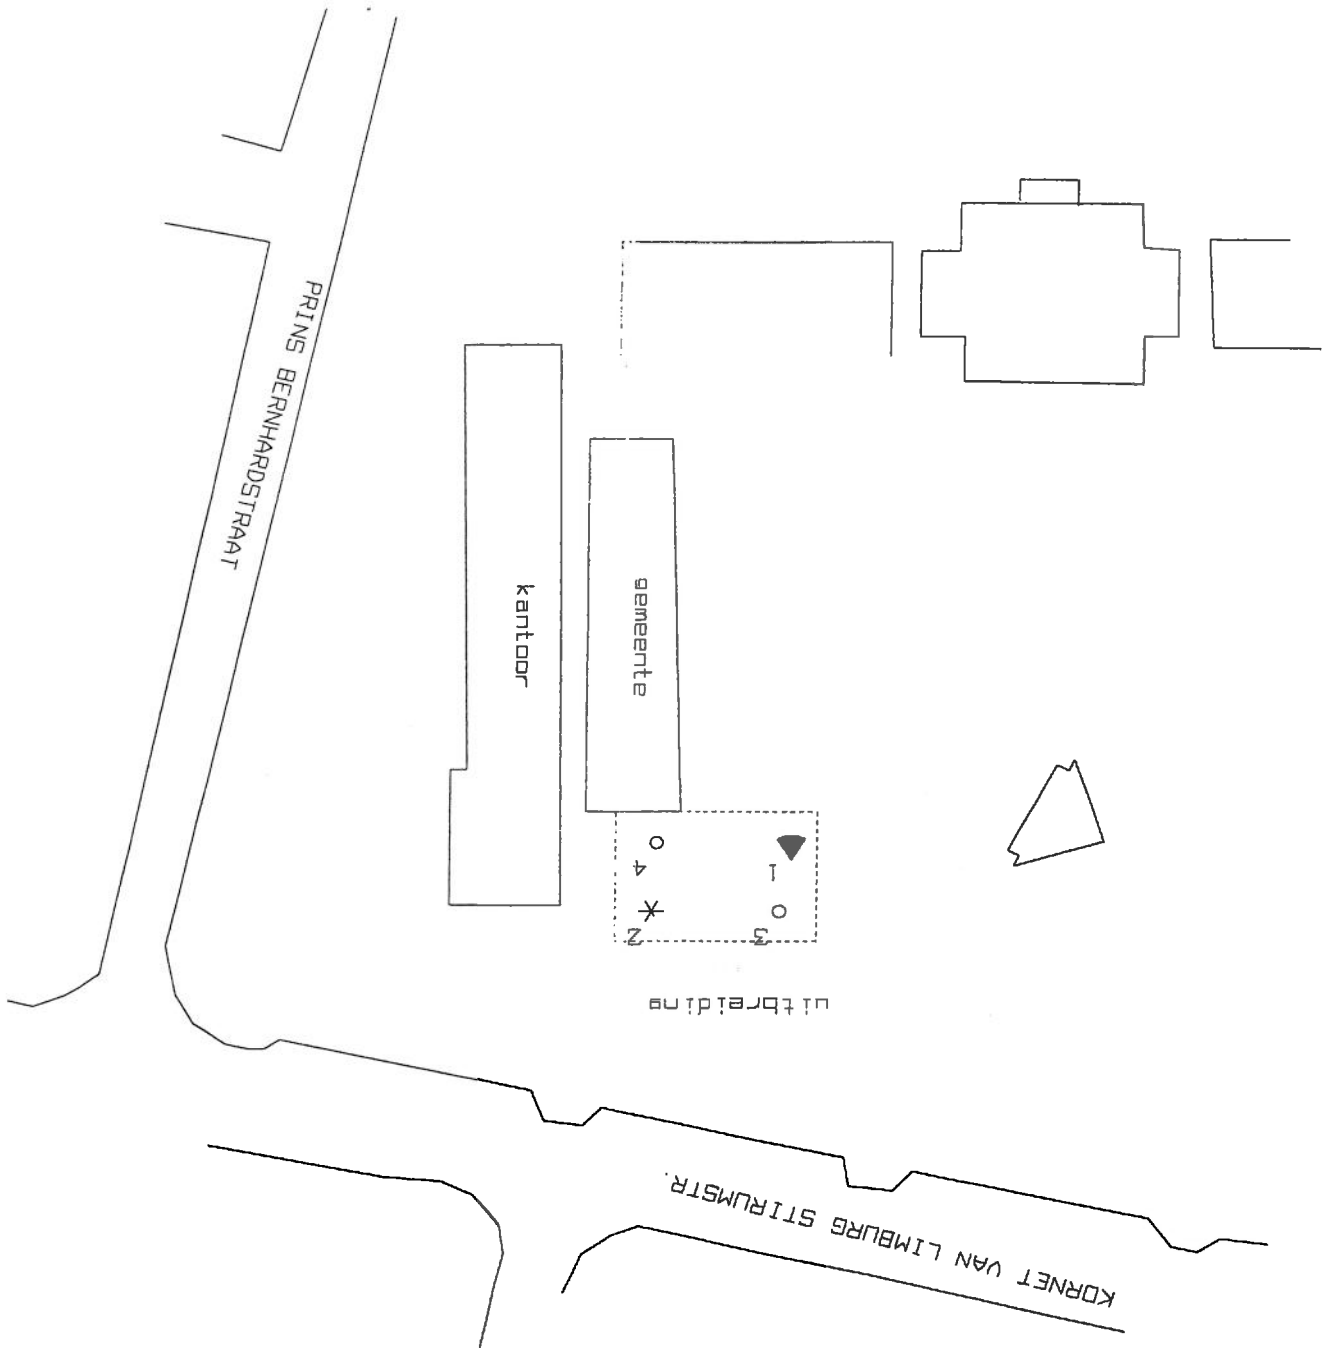 PRINS BERNHARDSTRAAT
kantoor
gemeente
4
1
2
3
uitbreiding
KORNET VAN LIMBURG STIRUMSTR.